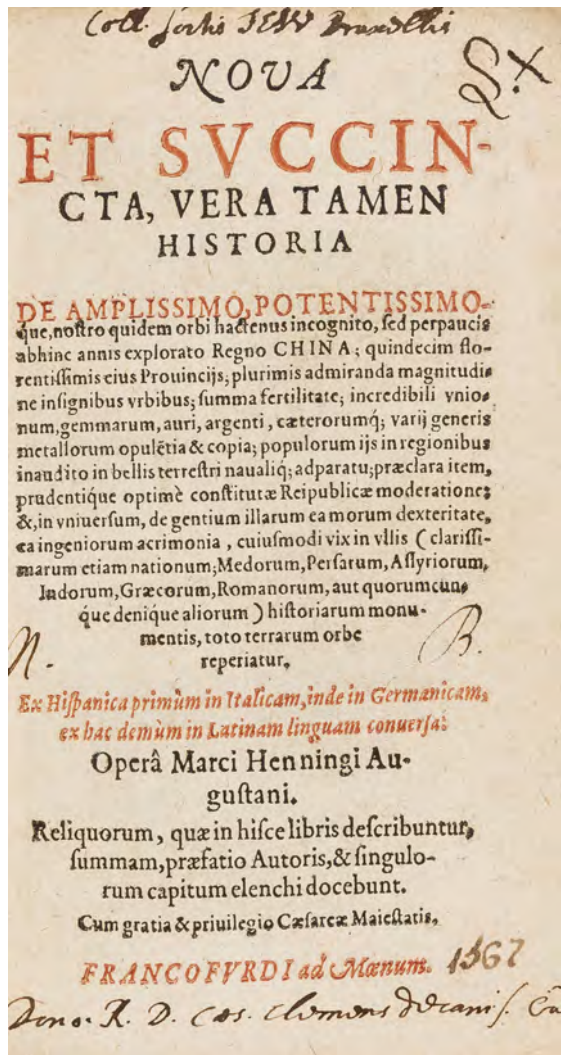 Coll. Societis JESV Bruxellis
NOVA
ET SVCCIN-
CTA, VERA TAMEN
HISTORIA
DE AMPLISSIMO, POTENTISSIMO-
que, nostro quidem orbi hactenus incognito, sed perpaucis
abhinc annis explorato Regno CHINA; quindecim flo-
rentissimis eius Prouincijs; plurimis admiranda magnitudi-
ne insignibus vrbibus; summa fertilitate; incredibili vnio-
num, gemmarum, auri, argenti, cæterorumq́; varij generis
metallorum opulẽtia & copia; populorum ijs in regionibus
inaudito in bellis terrestri naualiq́; adparatu; præclara item,
prudentique optimè constitutæ Reipublicæ moderatione;
&, in vniuersum, de gentium illarum ea morum dexteritate,
ea ingeniorum acrimonia, cuiusmodi vix in vllis (clarissi-
marum etiam nationum; Medorum, Persarum, Assyriorum,
Indorum, Græcorum, Romanorum, aut quorumcun-
que denique aliorum) historiarum monu-
mentis, toto terrarum orbe
N. reperiatur. B.
Ex Hispanica primùm in Italicam, inde in Germanicam,
ex hac demùm in Latinam linguam conuersa:
Operâ Marci Henningi Au-
gustani.
Reliquorum, quæ in hisce libris describuntur,
summam, præfatio Autoris, & singulo-
rum capitum elenchi docebunt.
Cum gratia & priuilegio Cæsareæ Maiestatis.
FRANCOFVRDI ad Mœnum. 1567
Dono. R. D.